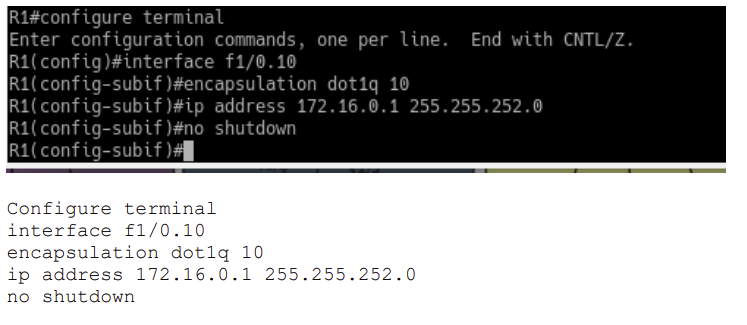 R1#configure terminal
Enter configuration commands, one per line.  End with CNTL/Z.
R1(config)#interface f1/0.10
R1(config-subif)#encapsulation dot1q 10
R1(config-subif)#ip address 172.16.0.1 255.255.252.0
R1(config-subif)#no shutdown
R1(config-subif)#
Configure terminal
interface f1/0.10
encapsulation dot1q 10
ip address 172.16.0.1 255.255.252.0
no shutdown